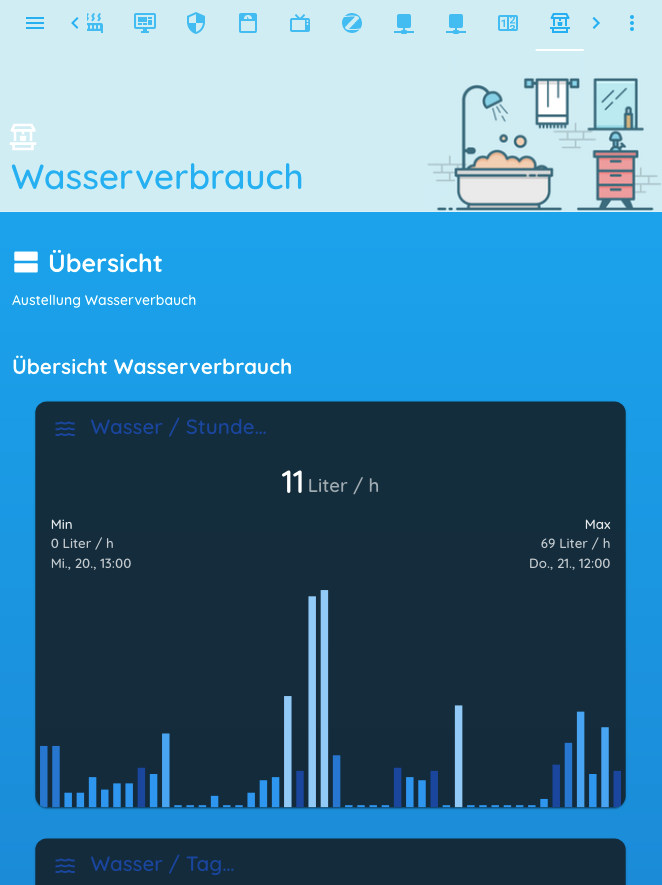 Wasserverbrauch
Übersicht
Austellung Wasserverbauch
Übersicht Wasserverbrauch
Wasser / Stunde...
11 Liter / h
Min
0 Liter / h
Mi., 20., 13:00
Max
69 Liter / h
Do., 21., 12:00
Wasser / Tag...